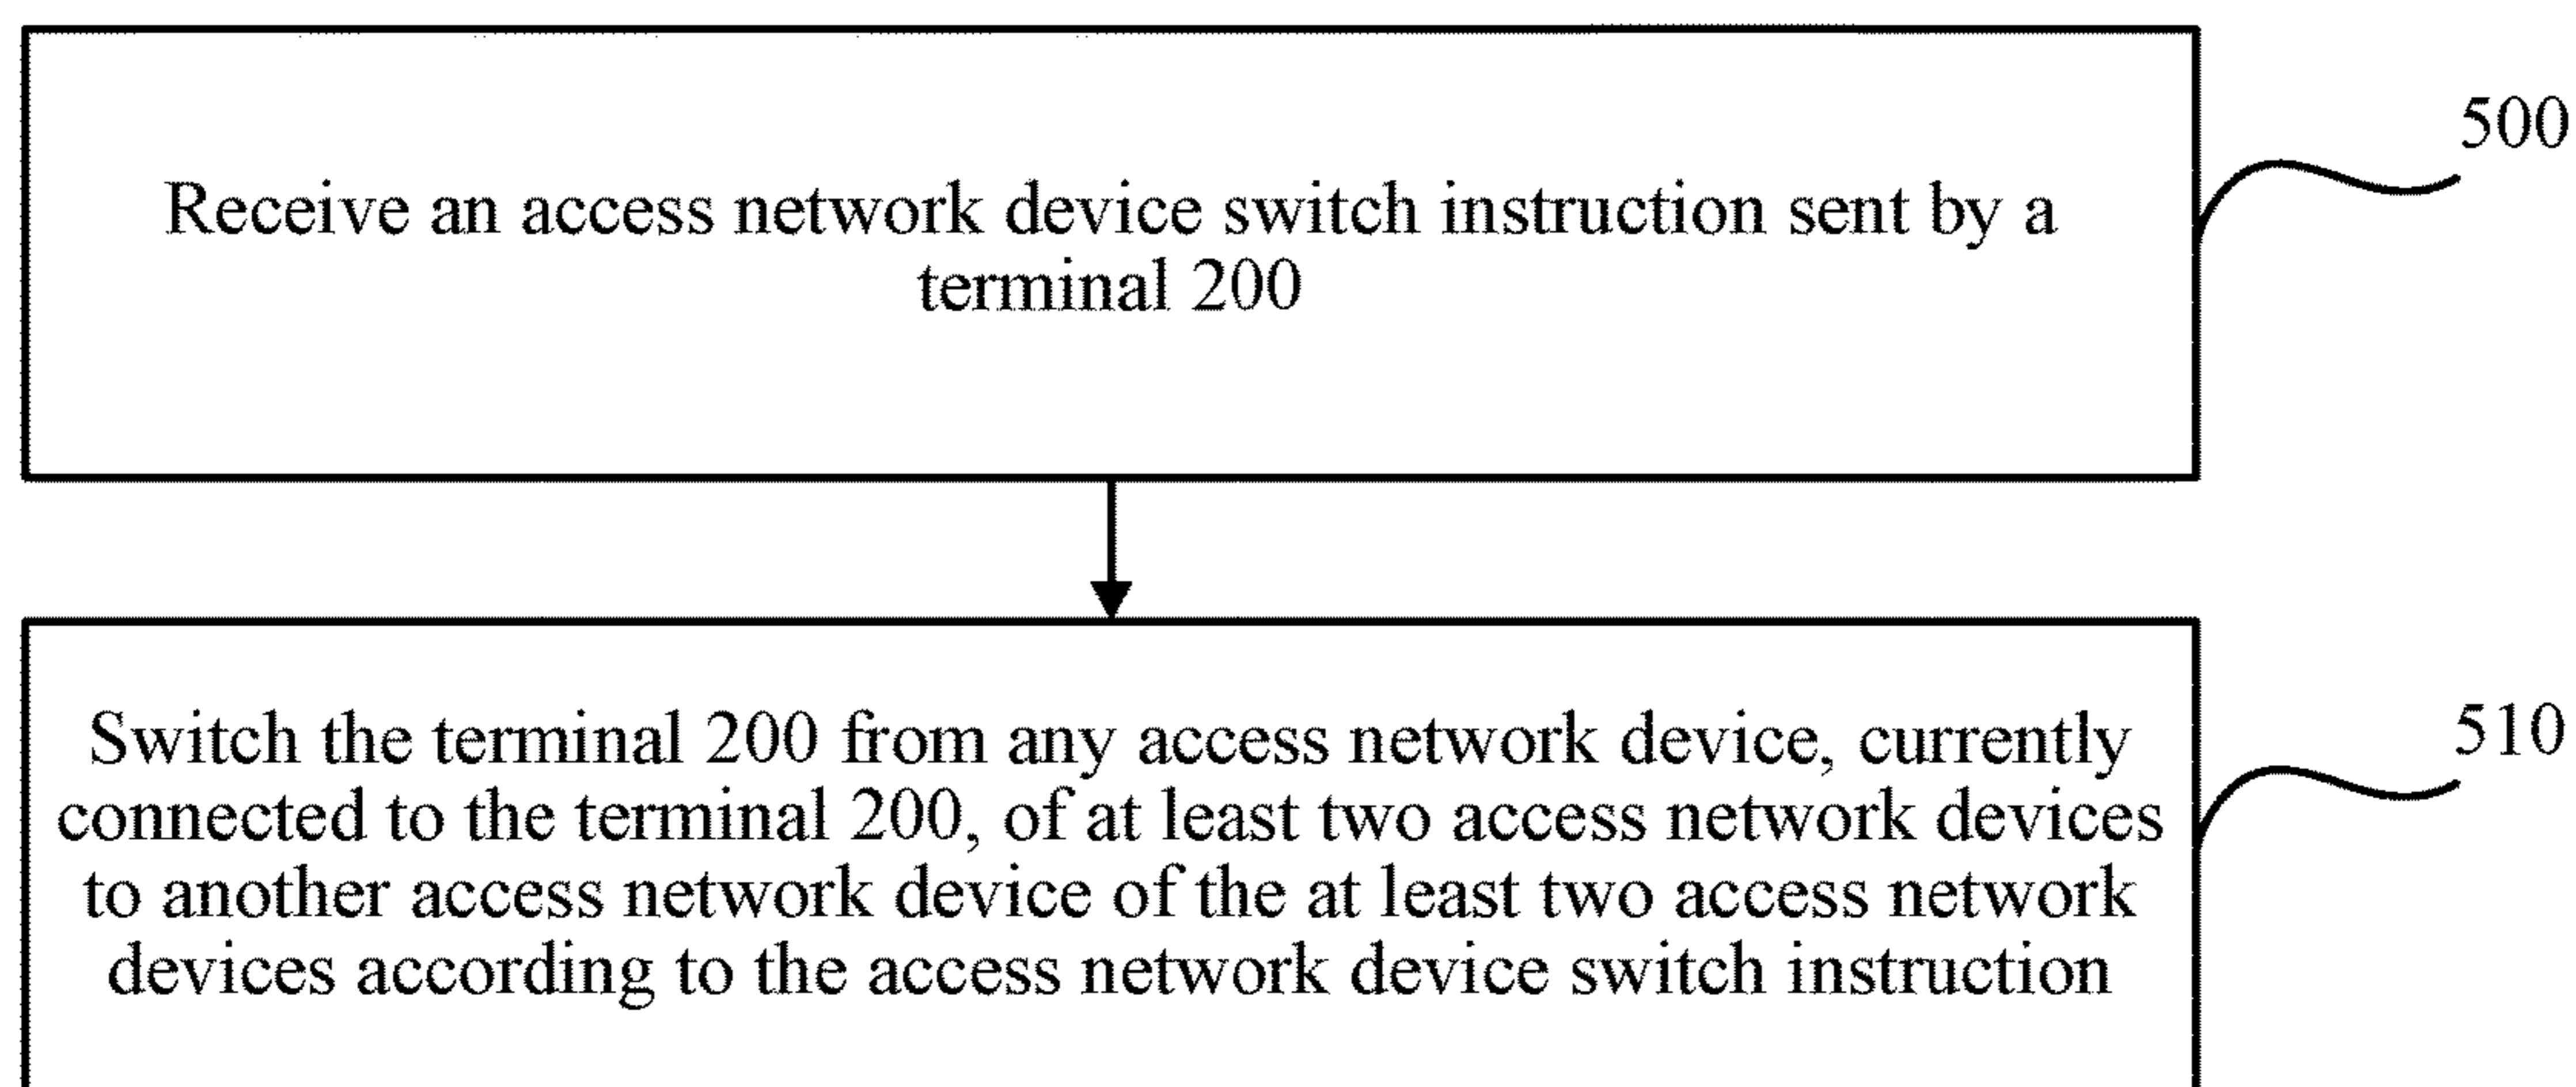 Receive an access network device switch instruction sent by a
terminal 200
500
Switch the terminal 200 from any access network device, currently
connected to the terminal 200, of at least two access network devices
to another access network device of the at least two access network
devices according to the access network device switch instruction
510